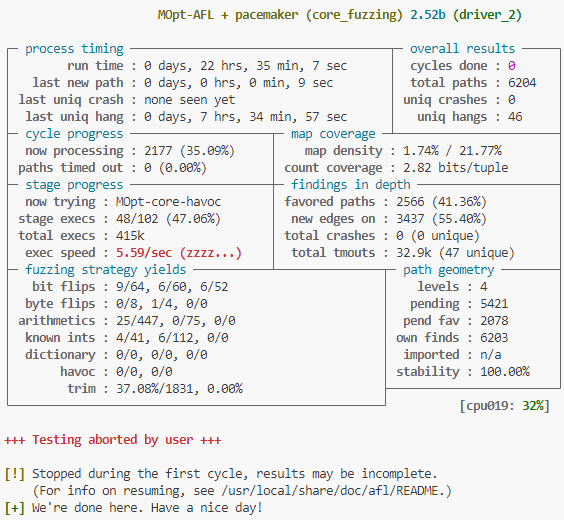 MOpt-AFL + pacemaker (core_fuzzing) 2.52b (driver_2)
process timing
run time : 0 days, 22 hrs, 35 min, 7 sec
last new path : 0 days, 0 hrs, 0 min, 9 sec
last uniq crash : none seen yet
last uniq hang : 0 days, 7 hrs, 34 min, 57 sec
overall results
cycles done : 0
total paths : 6204
uniq crashes : 0
uniq hangs : 46
cycle progress
now processing : 2177 (35.09%)
paths timed out : 0 (0.00%)
map coverage
map density : 1.74% / 21.77%
count coverage : 2.82 bits/tuple
stage progress
now trying : MOpt-core-havoc
stage execs : 48/102 (47.06%)
total execs : 415k
exec speed : 5.59/sec (zzzz...)
findings in depth
favored paths : 2566 (41.36%)
new edges on : 3437 (55.40%)
total crashes : 0 (0 unique)
total tmouts : 32.9k (47 unique)
fuzzing strategy yields
bit flips : 9/64, 6/60, 6/52
byte flips : 0/8, 1/4, 0/0
arithmetics : 25/447, 0/75, 0/0
known ints : 4/41, 6/112, 0/0
dictionary : 0/0, 0/0, 0/0
havoc : 0/0, 0/0
trim : 37.08%/1831, 0.00%
path geometry
levels : 4
pending : 5421
pend fav : 2078
own finds : 6203
imported : n/a
stability : 100.00%
[cpu019: 32%]
+++ Testing aborted by user +++
[!] Stopped during the first cycle, results may be incomplete.
(For info on resuming, see /usr/local/share/doc/afl/README.)
[+] We're done here. Have a nice day!